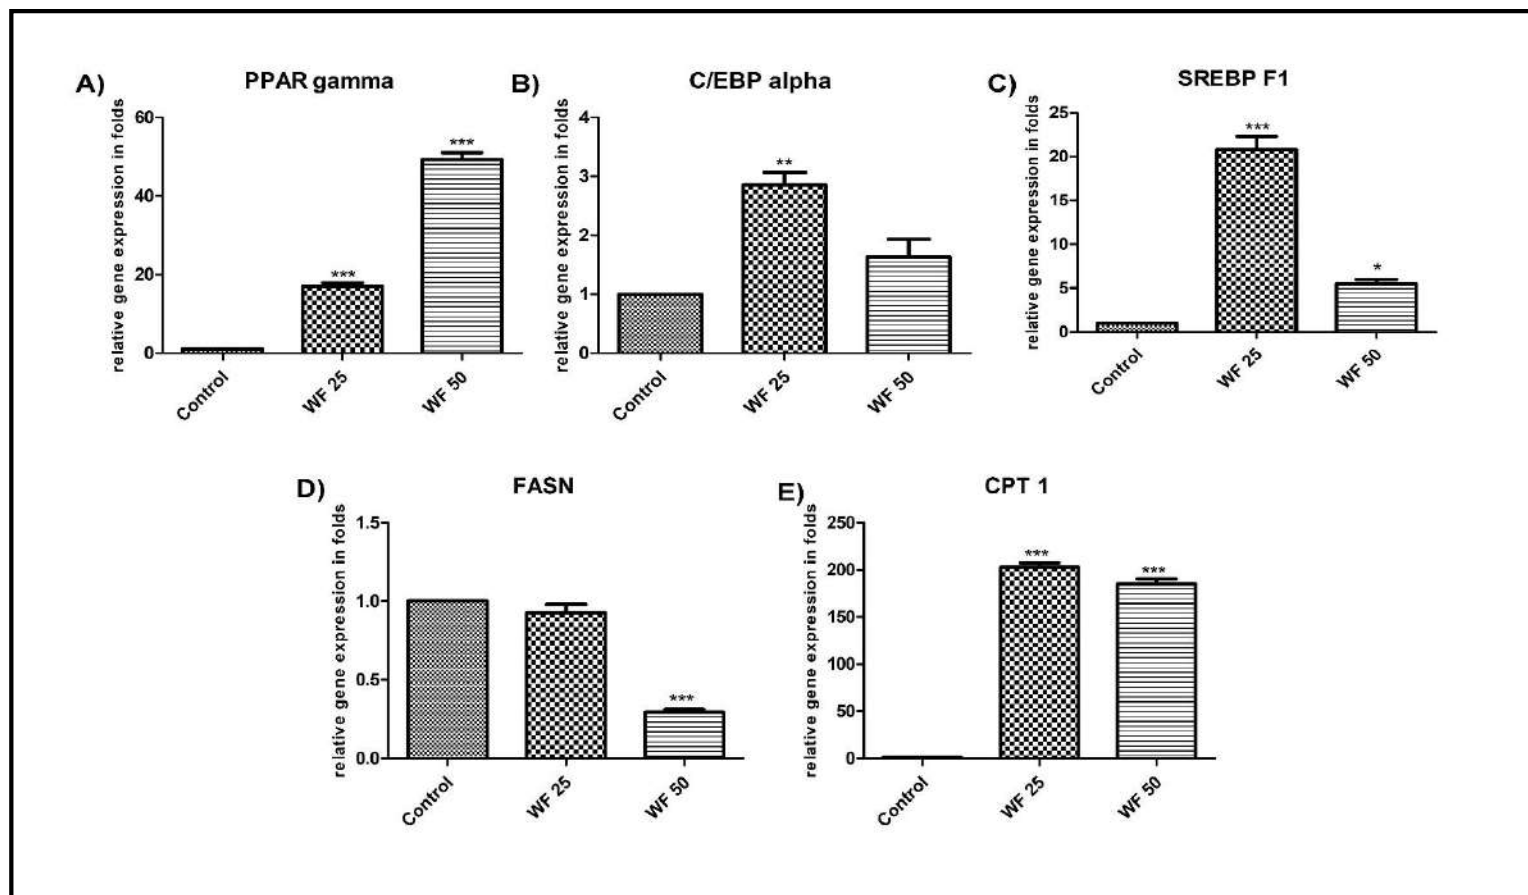 A)
PPAR gamma
relative gene expression in folds
60
40
20
0
***
***
Control
WF 25
WF 50
B)
C/EBP alpha
relative gene expression in folds
4
3
2
1
0
**
Control
WF 25
WF 50
C)
SREBP F1
relative gene expression in folds
25
20
15
10
5
0
***
*
Control
WF 25
WF 50
D)
FASN
relative gene expression in folds
1.5
1.0
0.5
0.0
***
Control
WF 25
WF 50
E)
CPT 1
relative gene expression in folds
250
200
150
100
50
0
***
***
Control
WF 25
WF 50